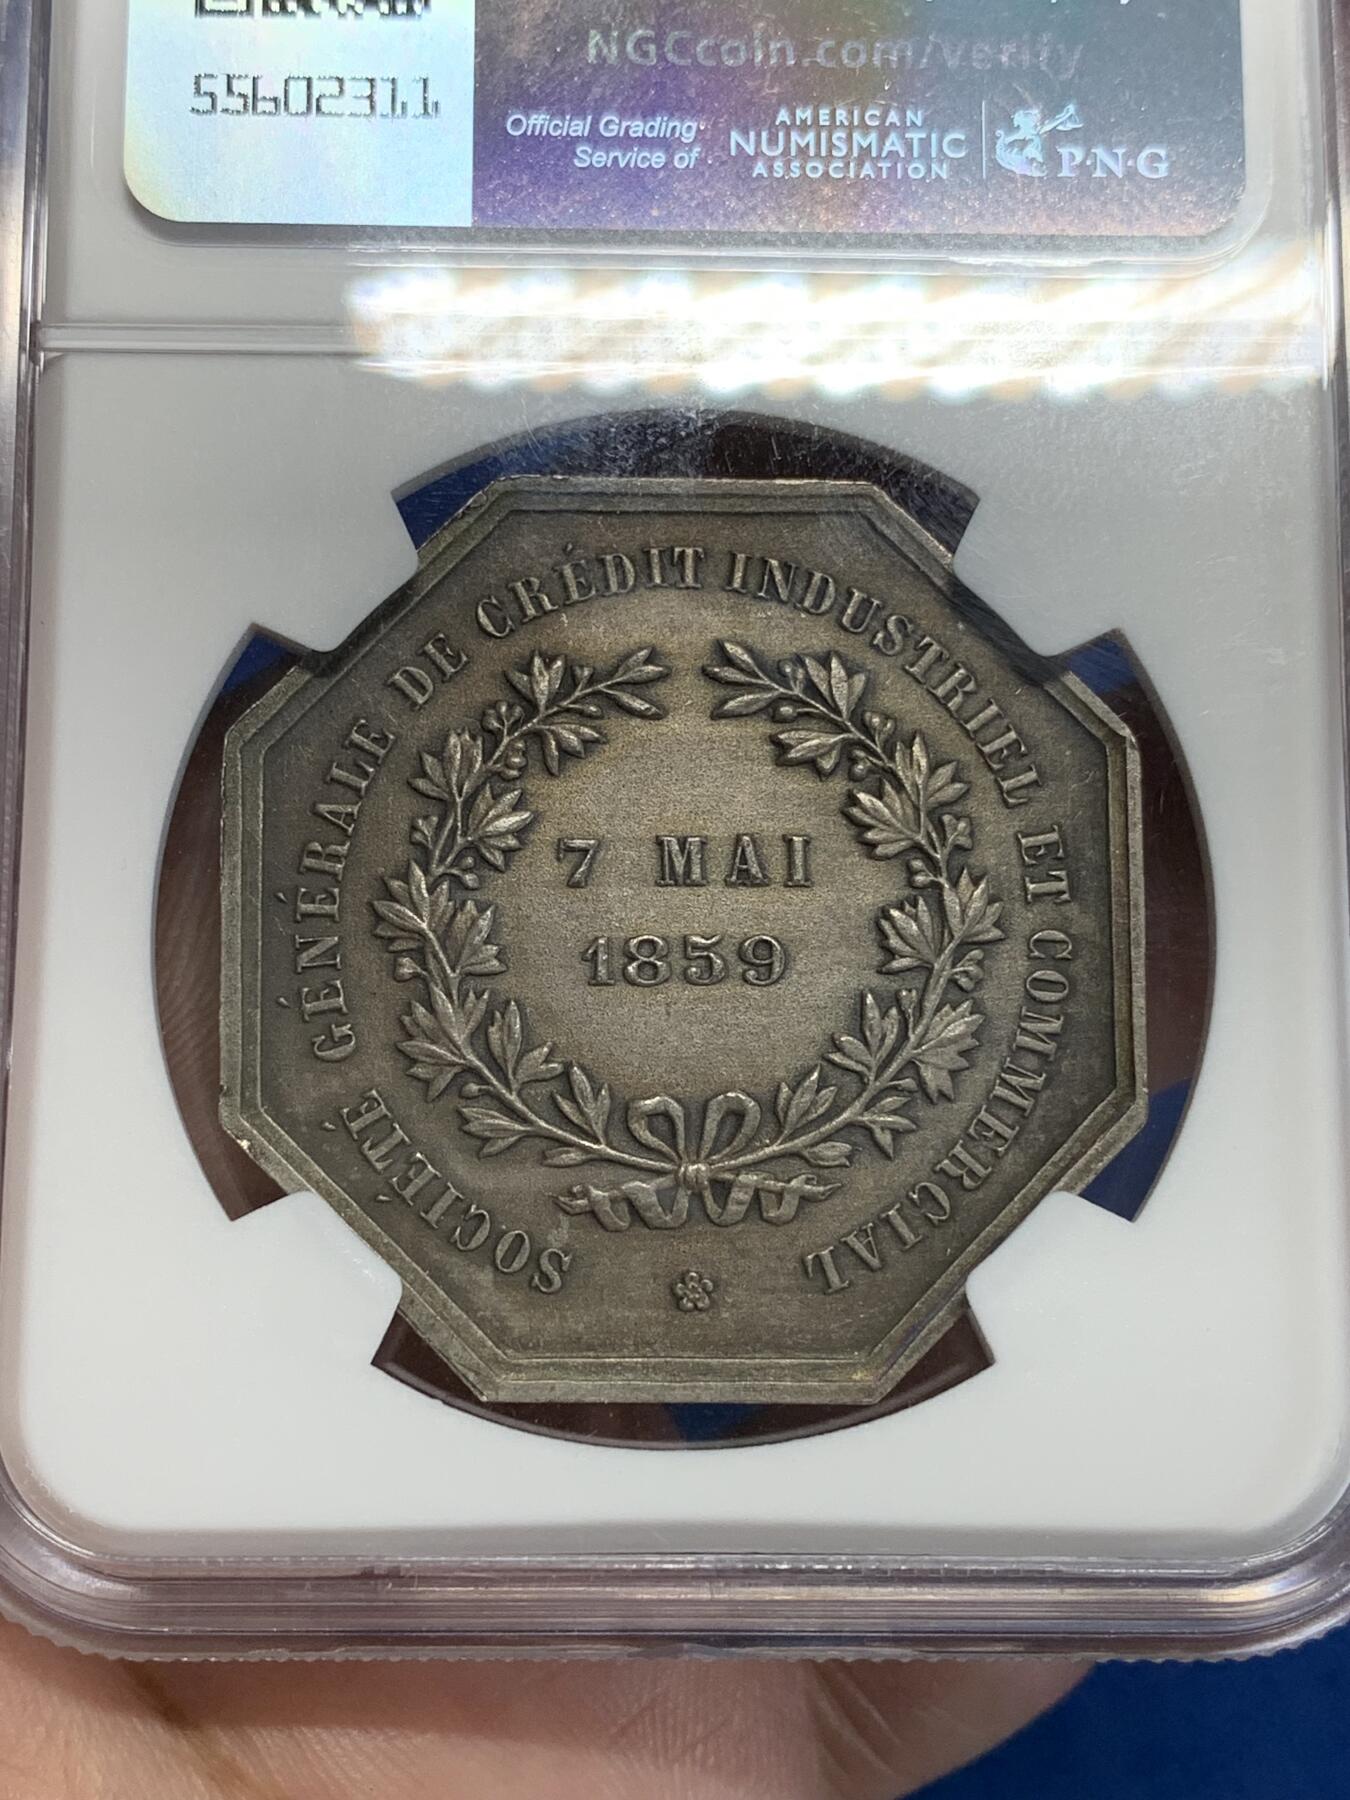 NGCcoin.com/verify
55602311
Official Grading
Service of
AMERICAN
NUMISMATIC
ASSOCIATION
P·N·G
SOCIÉTÉ GÉNÉRALE DE CRÉDIT INDUSTRIEL ET COMMERCIAL
7 MAI
1859